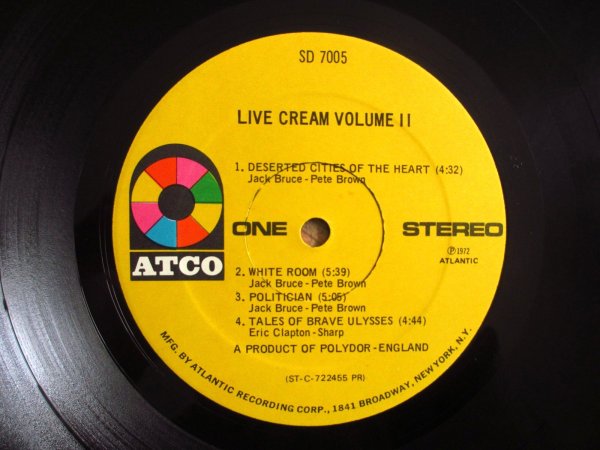 SD 7005
LIVE CREAM VOLUME II
1. DESERTED CITIES OF THE HEART (4:32)
Jack Bruce - Pete Brown
ONE
STEREO
Ⓟ1972
ATLANTIC
ATCO
2. WHITE ROOM (5:39)
Jack Bruce - Pete Brown
3. POLITICIAN (5:05)
Jack Bruce - Pete Brown
4. TALES OF BRAVE ULYSSES (4:44)
Eric Clapton - Sharp
A PRODUCT OF POLYDOR - ENGLAND
(ST-C-722455 PR)
MFG. BY ATLANTIC RECORDING CORP., 1841 BROADWAY, NEW YORK, N.Y.